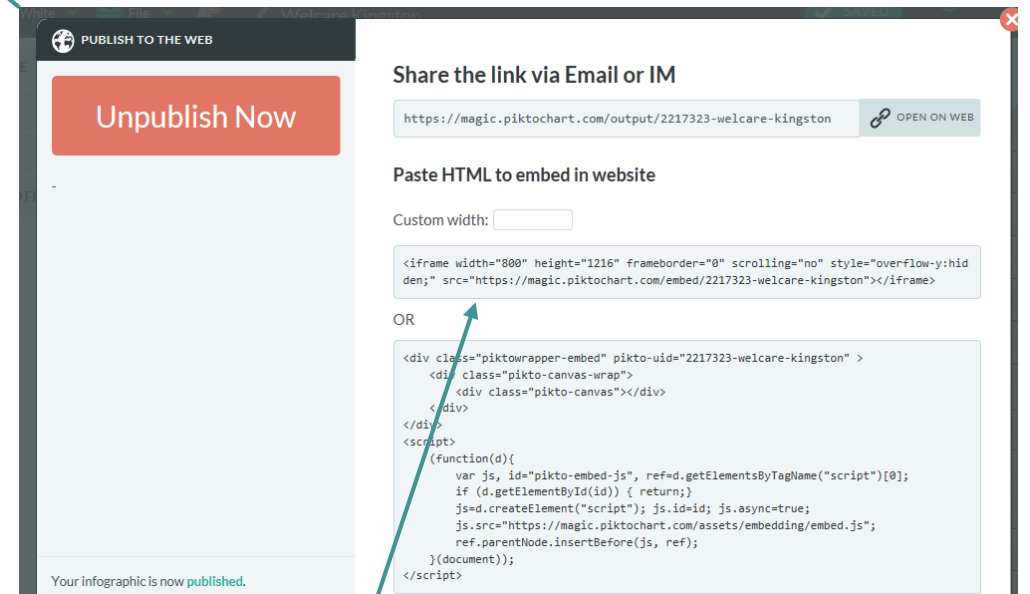 White File Welcare Kingston SAVED
PUBLISH TO THE WEB
Unpublish Now
-
Your infographic is now published.
Share the link via Email or IM
https://magic.piktochart.com/output/2217323-welcare-kingston OPEN ON WEB
Paste HTML to embed in website
Custom width:
<iframe width="800" height="1216" frameborder="0" scrolling="no" style="overflow-y:hid
den;" src="https://magic.piktochart.com/embed/2217323-welcare-kingston"></iframe>
OR
<div class="piktowrapper-embed" pikto-uid="2217323-welcare-kingston" >
    <div class="pikto-canvas-wrap">
        <div class="pikto-canvas"></div>
    </div>
</div>
<script>
    (function(d){
        var js, id="pikto-embed-js", ref=d.getElementsByTagName("script")[0];
        if (d.getElementById(id)) { return;}
        js=d.createElement("script"); js.id=id; js.async=true;
        js.src="https://magic.piktochart.com/assets/embedding/embed.js";
        ref.parentNode.insertBefore(js, ref);
    }(document));
</script>